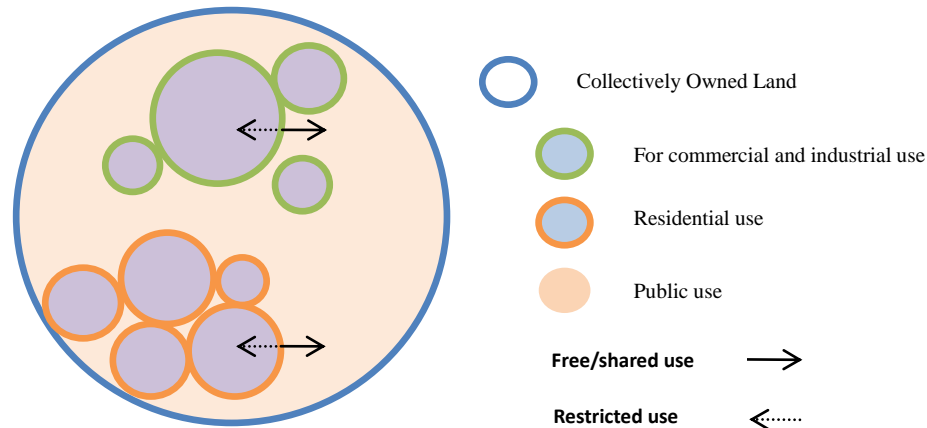 Collectively Owned Land
For commercial and industrial use
Residential use
Public use
Free/shared use
Restricted use